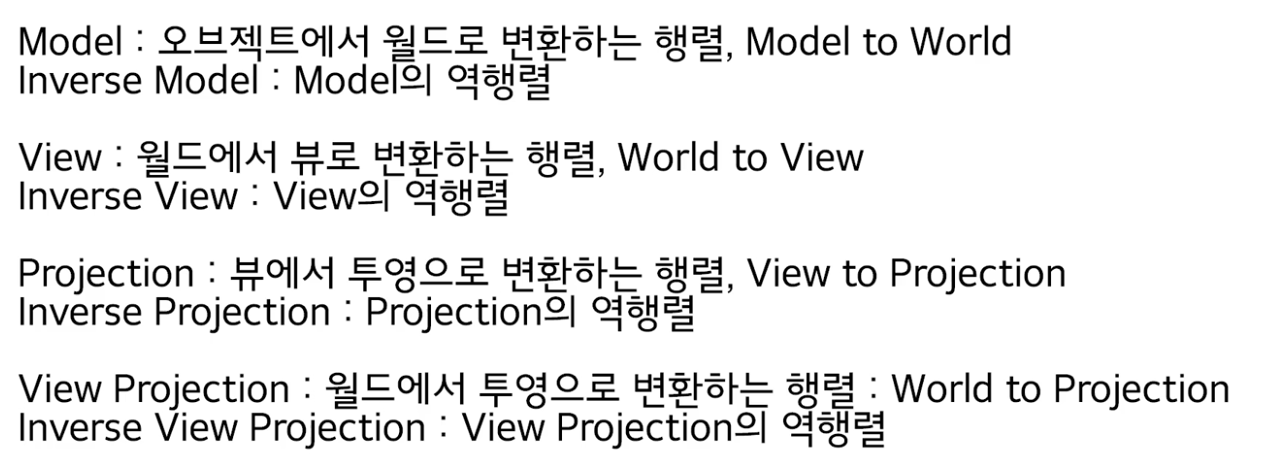 Model : 오브젝트에서 월드로 변환하는 행렬, Model to World
Inverse Model : Model의 역행렬
View : 월드에서 뷰로 변환하는 행렬, World to View
Inverse View : View의 역행렬
Projection : 뷰에서 투영으로 변환하는 행렬, View to Projection
Inverse Projection : Projection의 역행렬
View Projection : 월드에서 투영으로 변환하는 행렬 : World to Projection
Inverse View Projection : View Projection의 역행렬